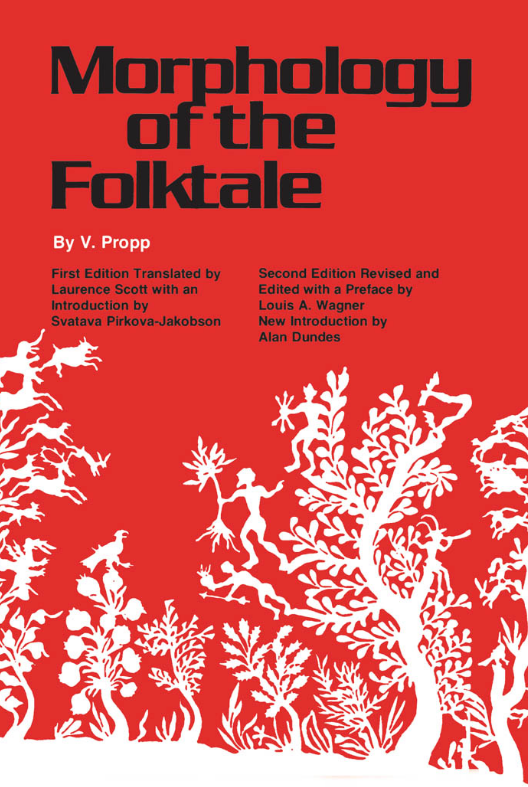 Morphology
of the
Folktale
By V. Propp
First Edition Translated by
Laurence Scott with an
Introduction by
Svatava Pirkova-Jakobson
Second Edition Revised and
Edited with a Preface by
Louis A. Wagner
New Introduction by
Alan Dundes